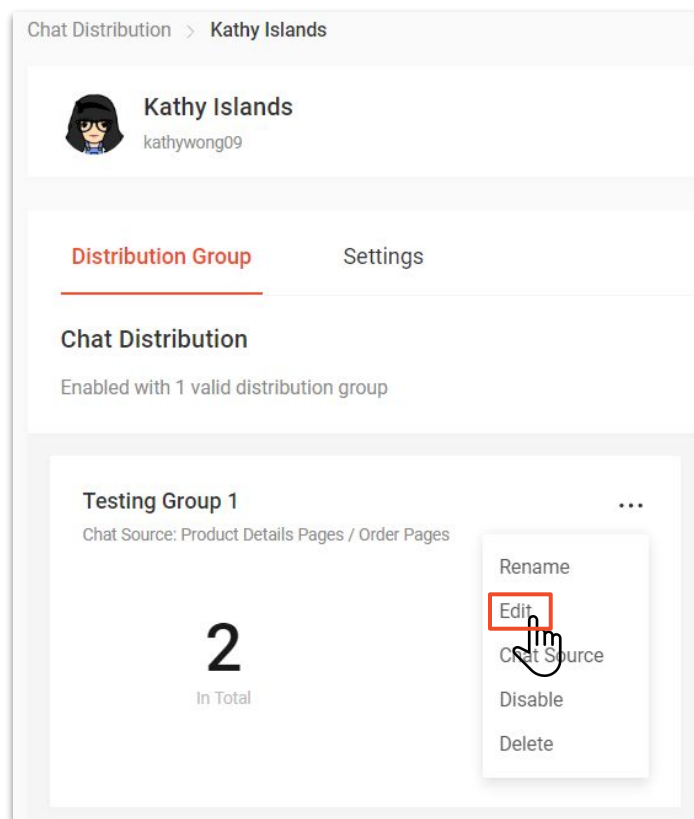 Chat Distribution > Kathy Islands
Kathy Islands
kathywong09
Distribution Group Settings
Chat Distribution
Enabled with 1 valid distribution group
Testing Group 1 ...
Chat Source: Product Details Pages / Order Pages
Rename
Edit
Chat Source
Disable
Delete
2
In Total